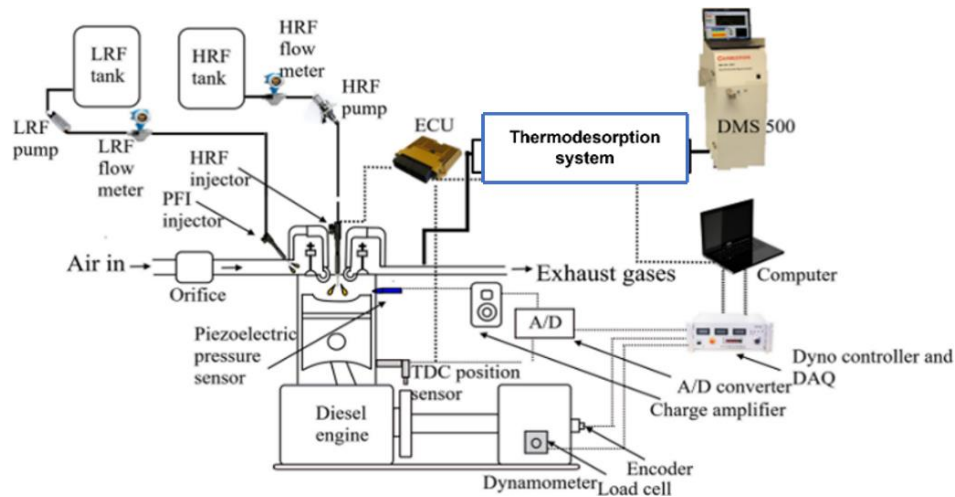 LRF
tank
HRF
tank
HRF
flow
meter
HRF
pump
LRF
pump
LRF
flow
meter
ECU
Thermodesorption
system
DMS 500
HRF
injector
PFI
injector
Air in
Orifice
Exhaust gases
Computer
Piezoelectric
pressure
sensor
A/D
TDC position
sensor
Dyno controller and
DAQ
A/D converter
Charge amplifier
Diesel
engine
Encoder
Dynamometer
Load cell